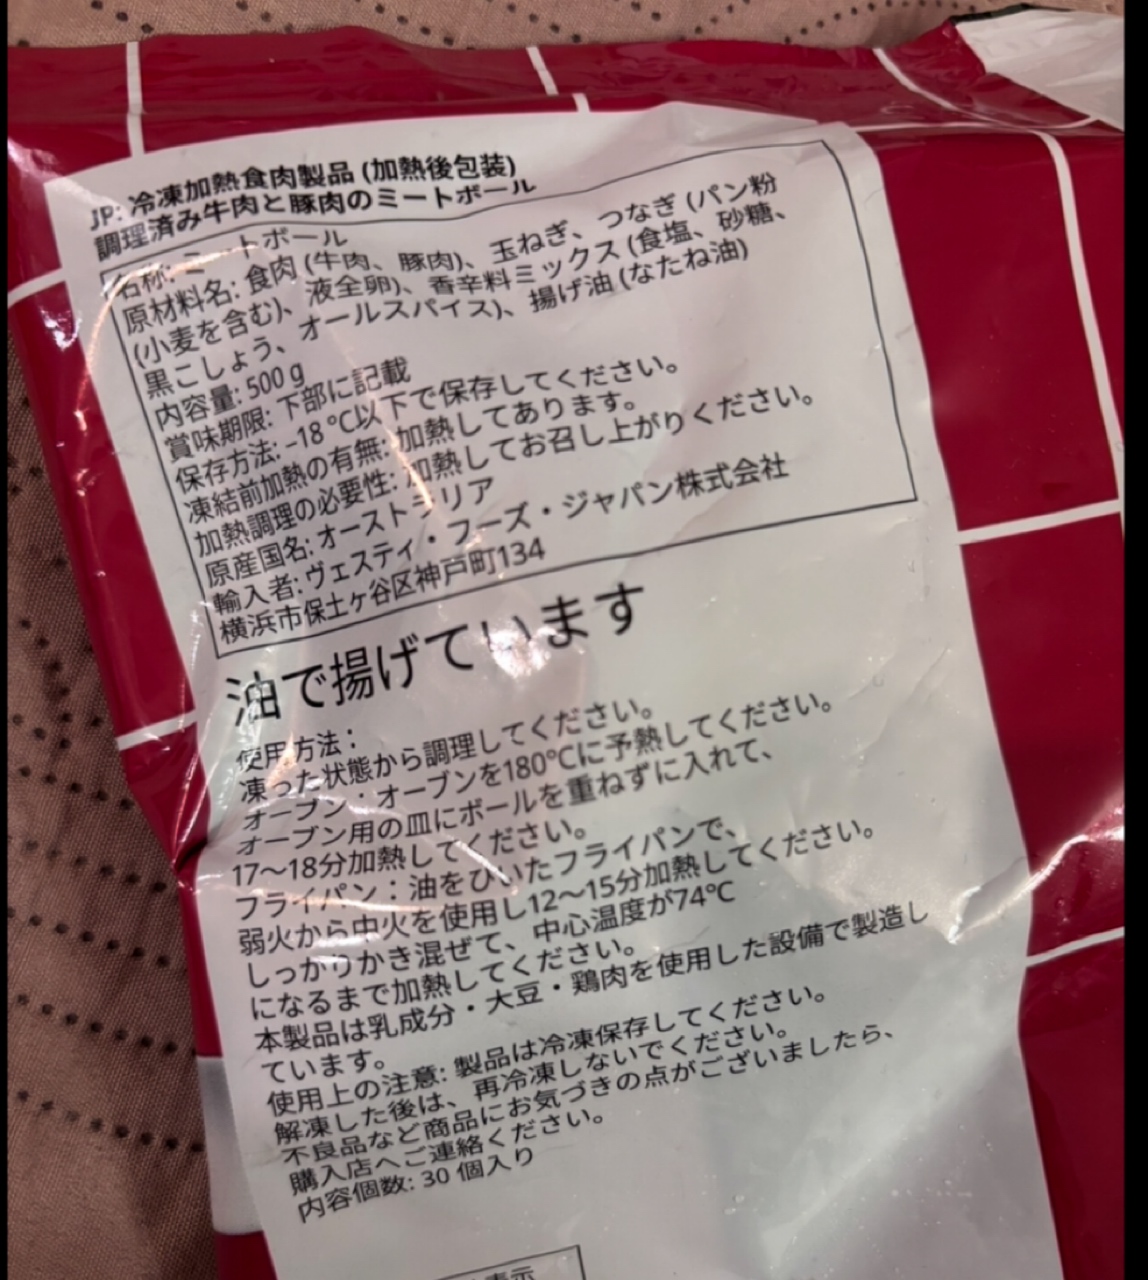 JP: 冷凍加熱食肉製品 (加熱後包装)
調理済み牛肉と豚肉のミートボール
名称: ミートボール
原材料名: 食肉 (牛肉、豚肉)、玉ねぎ、つなぎ (パン粉
(小麦を含む)、液全卵)、香辛料ミックス (食塩、砂糖、
黒こしょう、オールスパイス)、揚げ油 (なたね油)
内容量: 500 g
賞味期限: 下部に記載
保存方法: -18 °C以下で保存してください。
凍結前加熱の有無: 加熱してあります。
加熱調理の必要性: 加熱してお召し上がりください。
原産国名: オーストラリア
輸入者: ヴェスティ・フーズ・ジャパン株式会社
横浜市保土ヶ谷区神戸町134
油で揚げています
使用方法：
凍った状態から調理してください。
オーブン：オーブンを180°Cに予熱してください。
オーブン用の皿にボールを重ねずに入れて、
17～18分加熱してください。
フライパン：油をひいたフライパンで、
弱火から中火を使用し12～15分加熱してください。
しっかりかき混ぜて、中心温度が74°C
になるまで加熱してください。
本製品は乳成分・大豆・鶏肉を使用した設備で製造し
ています。
使用上の注意: 製品は冷凍保存してください。
解凍した後は、再冷凍しないでください。
不良品など商品にお気づきの点がございましたら、
購入店へご連絡ください。
内容個数: 30 個入り
表示